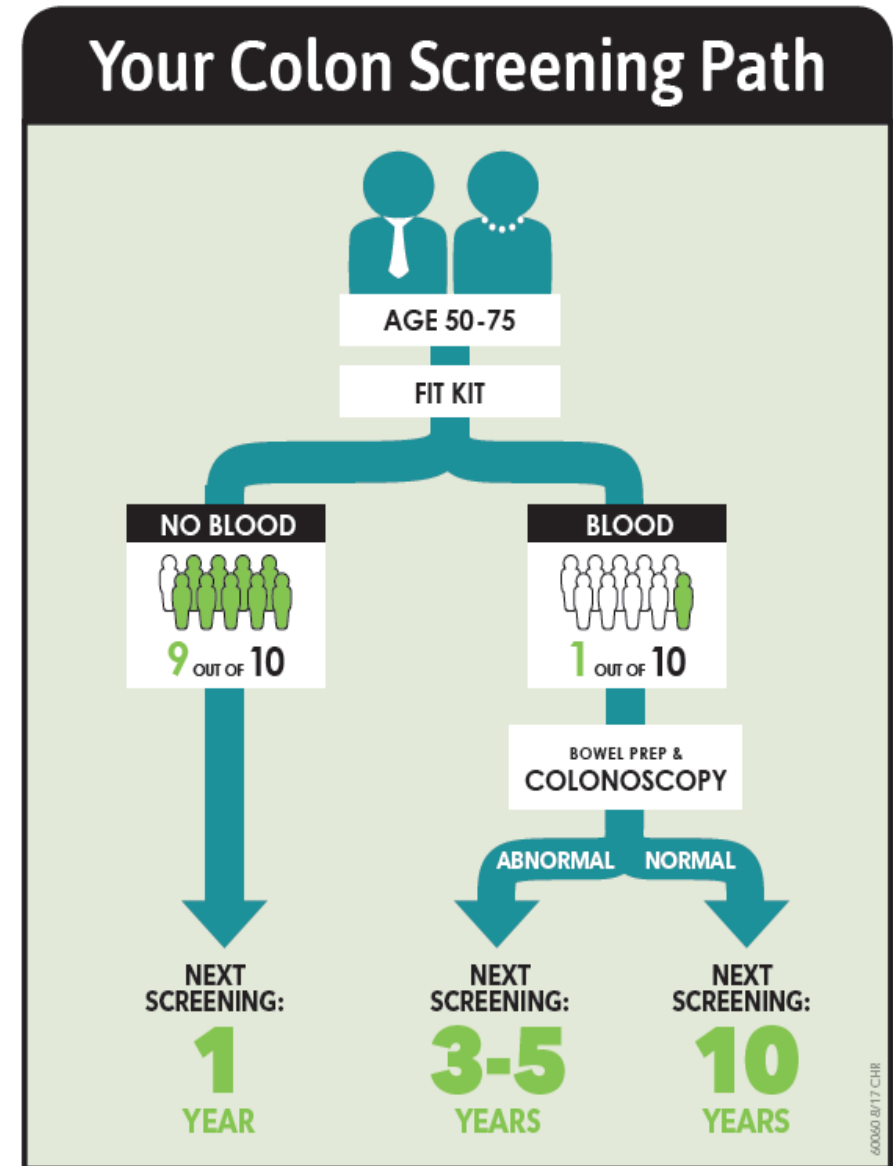 Your Colon Screening Path
AGE 50-75
FIT KIT
NO BLOOD
9 OUT OF 10
BLOOD
1 OUT OF 10
BOWEL PREP &
COLONOSCOPY
ABNORMAL
NORMAL
NEXT
SCREENING:
1
YEAR
NEXT
SCREENING:
3-5
YEARS
NEXT
SCREENING:
10
YEARS
60060 8/17 CHR